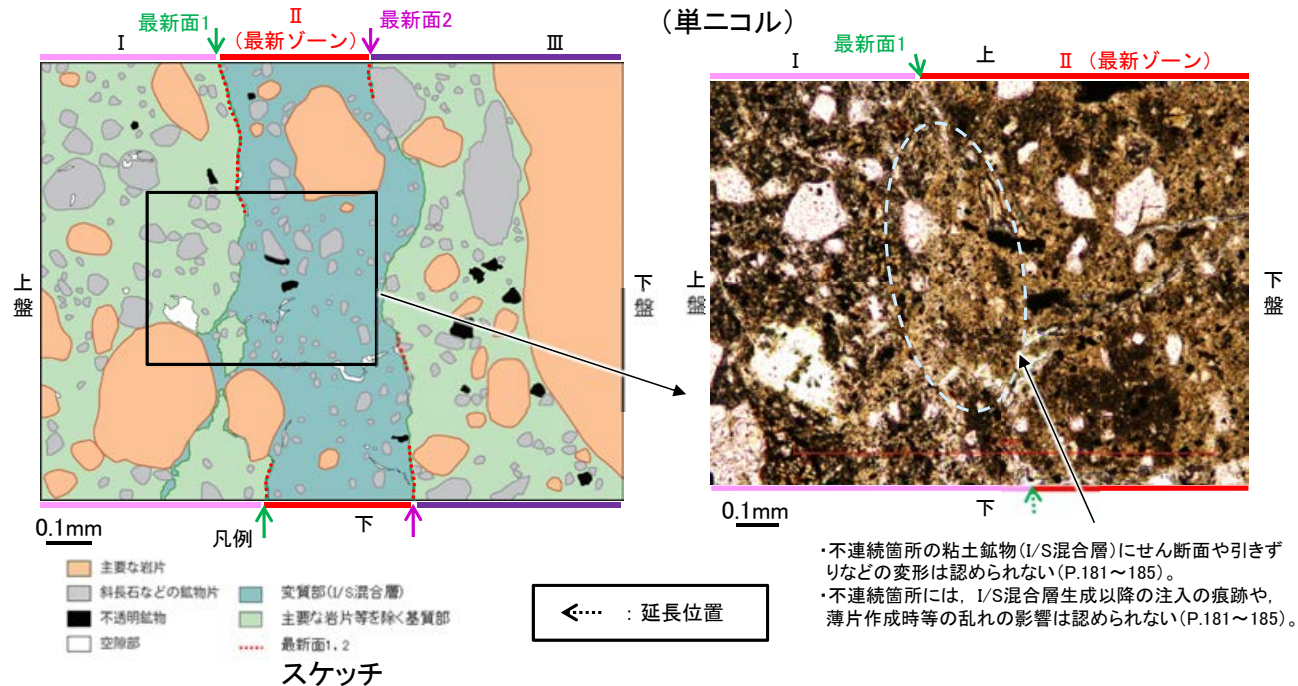 (単ニコル)
最新面1
Ⅱ
(最新ゾーン)
最新面2
Ⅰ
Ⅲ
上盤
下盤
0.1mm
下
凡例
主要な岩片
斜長石などの鉱物片
不透明鉱物
空隙部
変質部(I/S混合層)
主要な岩片等を除く基質部
最新面1，2
スケッチ
最新面1
Ⅰ
上
Ⅱ (最新ゾーン)
上盤
下盤
下
0.1mm
：延長位置
・不連続箇所の粘土鉱物(I/S混合層)にせん断面や引きず
りなどの変形は認められない(P.181～185)。
・不連続箇所には，I/S混合層生成以降の注入の痕跡や，
薄片作成時等の乱れの影響は認められない(P.181～185)。